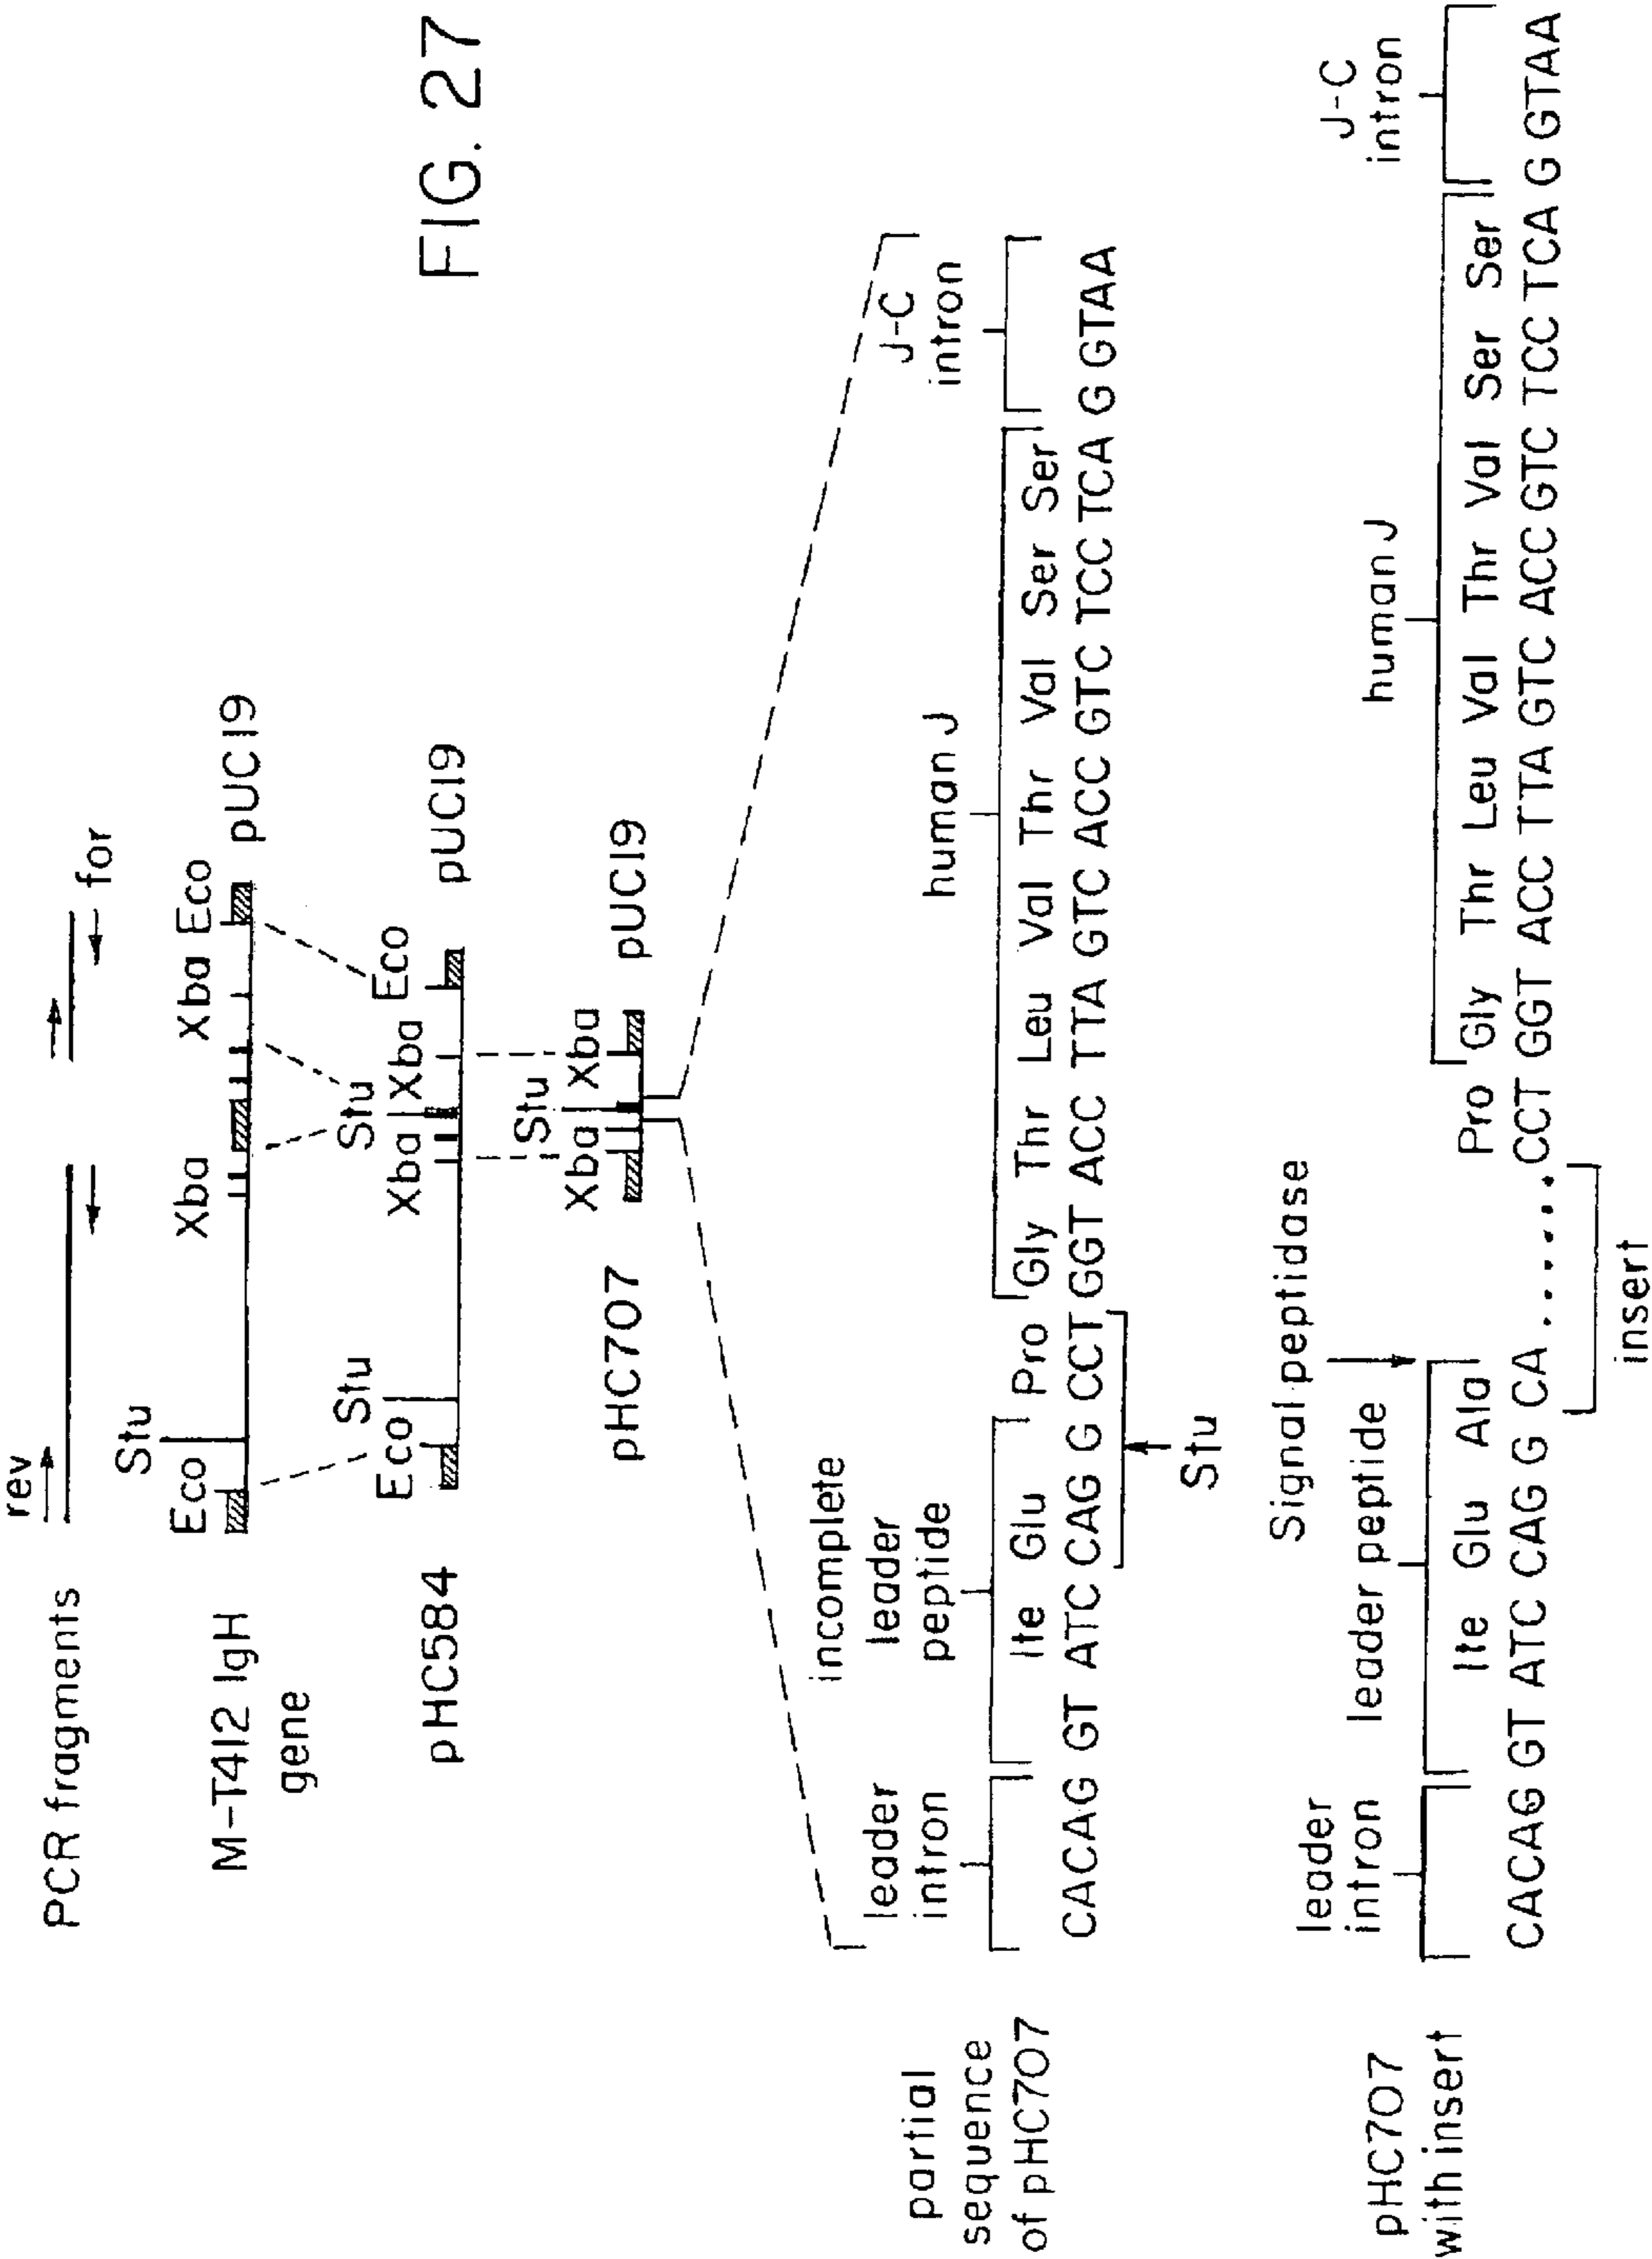 FIG. 27
PCR fragments
rev
for
M-T412 IgH
gene
Eco Stu Xba Xba Eco pUC19
pHC584
Eco Stu Xba Stu Xba Eco pUC19
pHC707
Xba Stu Xba pUC19
partial
sequence
of pHC707
leader
intron
incomplete
leader
peptide
human J
J-C
intron
Ite Glu Pro Gly Thr Leu Val Thr Val Ser Ser
CACAG GT ATC CAG G CCT GGT ACC TTA GTC ACC GTC TCC TCA G GTAA
Stu
pHC707
with insert
leader
intron
leader peptide
Signal peptidase
human J
J-C
intron
Ite Glu Ala Pro Gly Thr Leu Val Thr Val Ser Ser
CACAG GT ATC CAG G CA ...... CCT GGT ACC TTA GTC ACC GTC TCC TCA G GTAA
insert